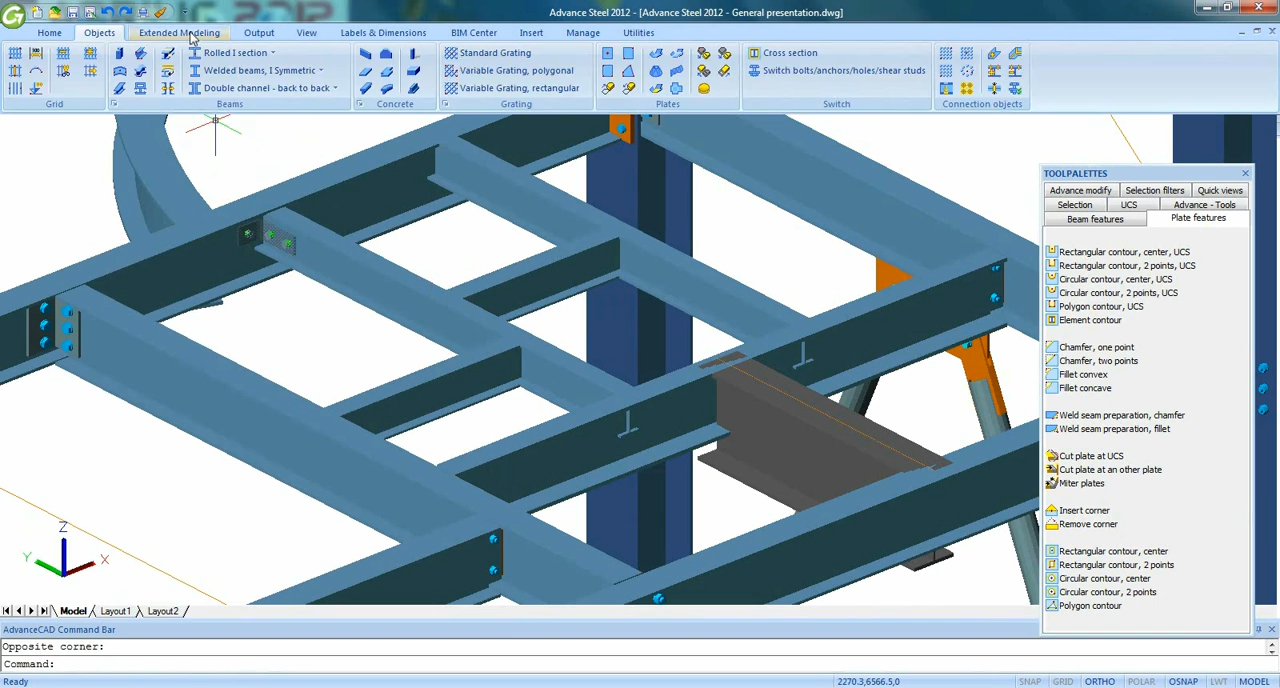 Advance Steel 2012 - [Advance Steel 2012 - General presentation.dwg]
Home Objects Extended Modeling Output View Labels & Dimensions BIM Center Insert Manage Utilities
Rolled I section Standard Grating Cross section
Welded beams, I Symmetric Variable Grating, polygonal Switch bolts/anchors/holes/shear studs
Double channel - back to back Variable Grating, rectangular
Grid Beams Concrete Grating Plates Switch Connection objects
TOOLPALETTES
Advance modify Selection filters Quick views
Selection UCS Advance - Tools
Beam features Plate features
Rectangular contour, center, UCS
Rectangular contour, 2 points, UCS
Circular contour, center, UCS
Circular contour, 2 points, UCS
Polygon contour, UCS
Element contour
Chamfer, one point
Chamfer, two points
Fillet convex
Fillet concave
Weld seam preparation, chamfer
Weld seam preparation, fillet
Cut plate at UCS
Cut plate at an other plate
Miter plates
Insert corner
Remove corner
Rectangular contour, center
Rectangular contour, 2 points
Circular contour, center
Circular contour, 2 points
Polygon contour
Z
Y X
Model Layout1 Layout2
AdvanceCAD Command Bar
Opposite corner:
Command:
Ready 2270.3,6566.5,0 SNAP GRID ORTHO POLAR OSNAP LWT MODEL